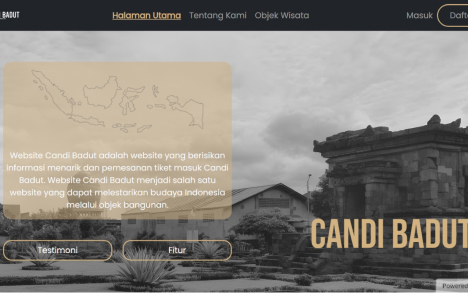 BADUT
Halaman Utama Tentang Kami Objek Wisata Masuk
Website Candi Badut adalah website yang berisikan
informasi menarik dan pemesanan tiket masuk Candi
Badut. Website Candi Badut menjadi salah satu
website yang dapat melestarikan budaya Indonesia
melalui objek bangunan.
Testimoni Fitur
CANDI BADUT
Powered